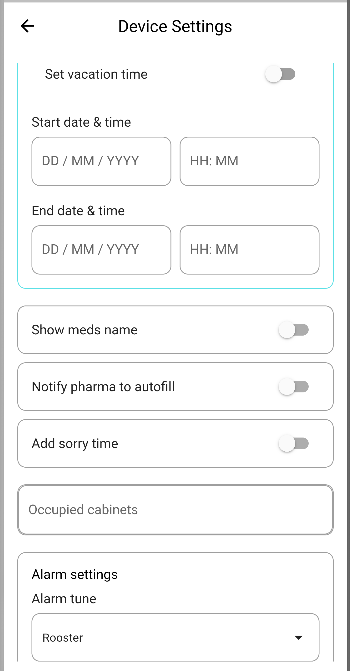 Device Settings
Set vacation time
Start date & time
DD / MM / YYYY HH: MM
End date & time
DD / MM / YYYY HH: MM
Show meds name
Notify pharma to autofill
Add sorry time
Occupied cabinets
Alarm settings
Alarm tune
Rooster